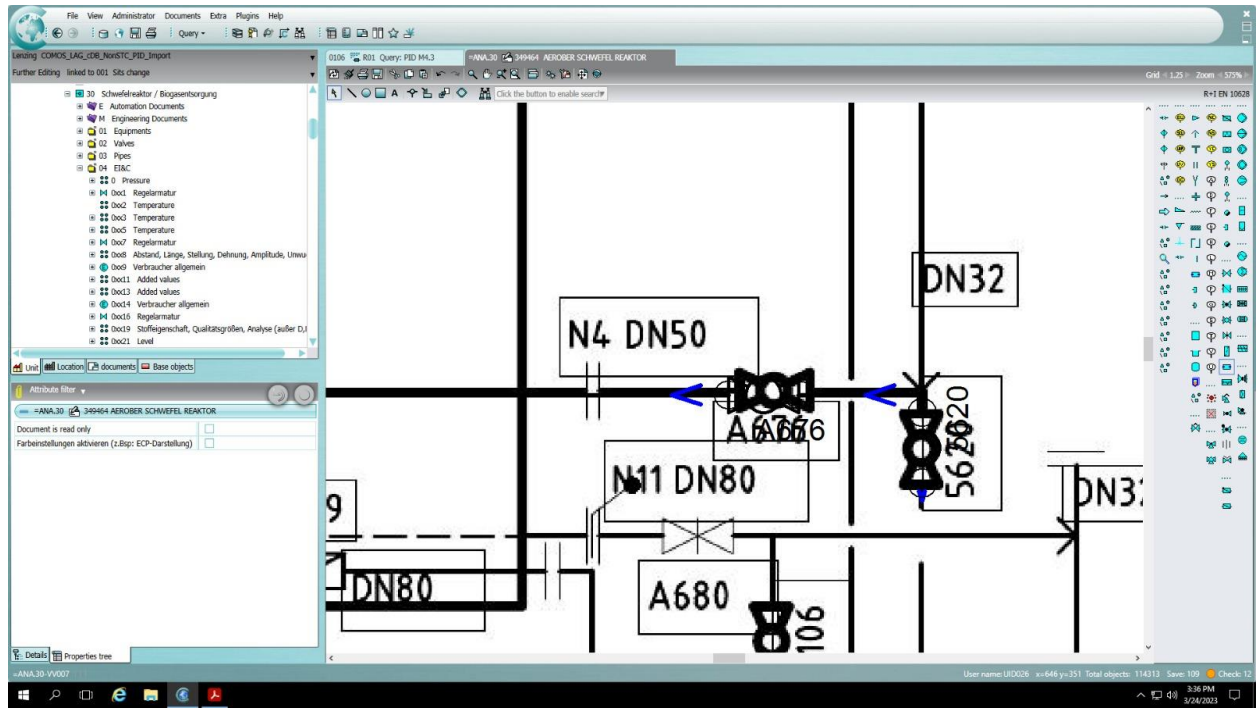 File View Administrator Documents Extra Plugins Help
Query
Lenzing COMOS_LAG_cDB_NonSTC_PID_Import
Further Editing linked to 001 Sits change
30 Schwefelreaktor / Biogasentsorgung
E Automation Documents
M Engineering Documents
01 Equipments
02 Valves
03 Pipes
04 EI&C
0 Pressure
0xx1 Regelarmatur
0xx2 Temperature
0xx3 Temperature
0xx5 Temperature
0xx7 Regelarmatur
0xx8 Abstand, Länge, Stellung, Dehnung, Amplitude, Unwu
0xx9 Verbraucher allgemein
0xx11 Added values
0xx13 Added values
0xx14 Verbraucher allgemein
0xx16 Regelarmatur
0xx19 Stoffeigenschaft, Qualitätsgrößen, Analyse (außer D,
0xx21 Level
Unit Location documents Base objects
Attribute filter
=ANA.30 349464 AEROBER SCHWEFEL REAKTOR
Document is read only
Farbeinstellungen aktivieren (z.Bsp: ECP-Darstellung)
Details Properties tree
0106 R01 Query: PID M4.3 =ANA.30 349464 AEROBER SCHWEFEL REAKTOR
Grid 1,25 Zoom 575%
A Click the button to enable search
R+I EN 10628
DN32
N4 DN50
A676
A676
5620
5620
N11 DN80
DN32
9
DN80
A680
106
=ANA.30-VV007
User name: UID026 x=646 y=351 Total objects: 114313 Save: 109 Check: 12
3:36 PM
3/24/2023